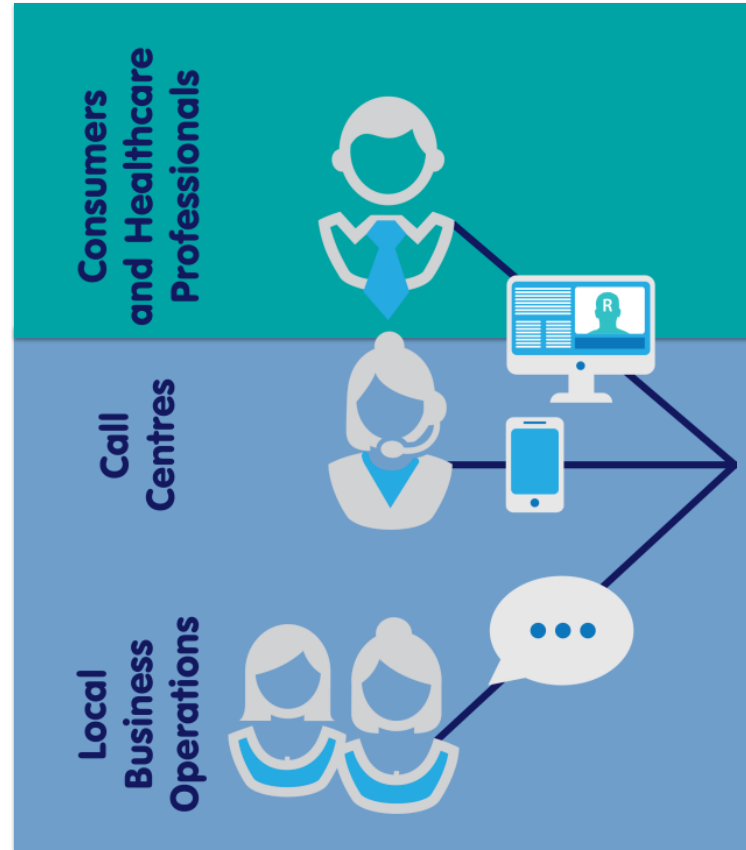 Consumers
and Healthcare
Professionals
R
Call
Centres
Local
Business
Operations